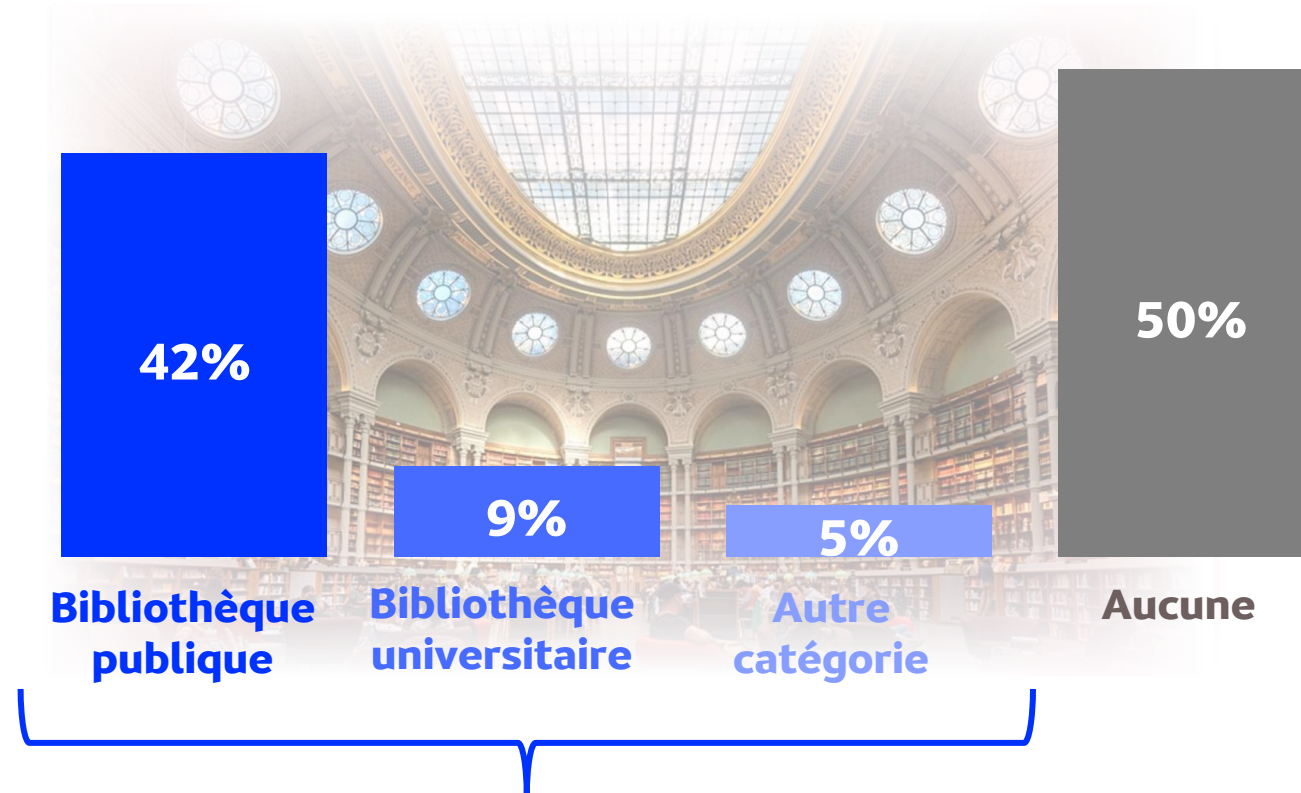 42%
9%
5%
50%
Bibliothèque
publique
Bibliothèque
universitaire
Autre
catégorie
Aucune